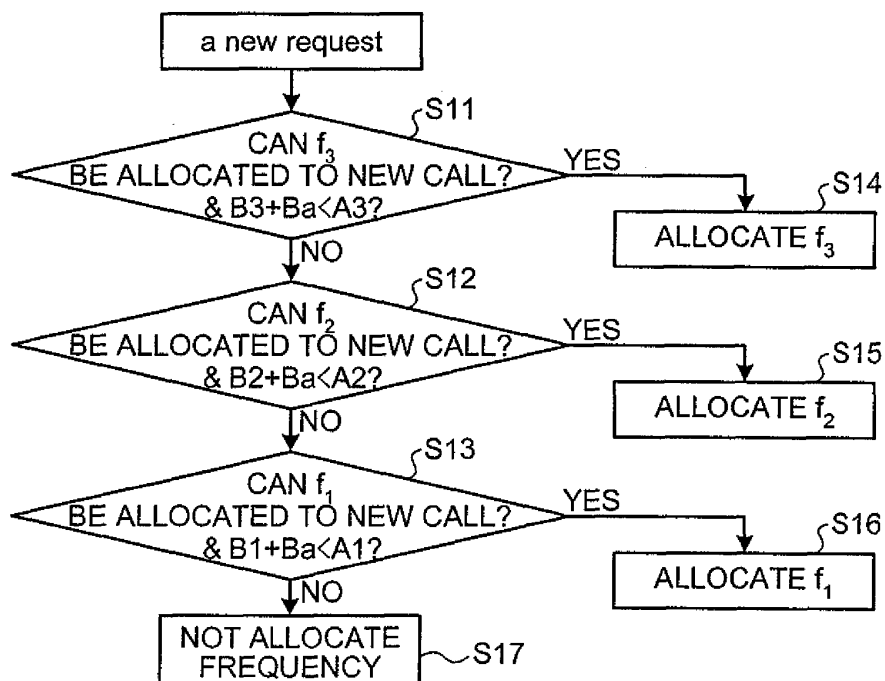 a new request
S11
CAN f₃
BE ALLOCATED TO NEW CALL?
& B3+Ba<A3?
YES
S14
ALLOCATE f₃
NO
S12
CAN f₂
BE ALLOCATED TO NEW CALL?
& B2+Ba<A2?
YES
S15
ALLOCATE f₂
NO
S13
CAN f₁
BE ALLOCATED TO NEW CALL?
& B1+Ba<A1?
YES
S16
ALLOCATE f₁
NO
NOT ALLOCATE
FREQUENCY
S17